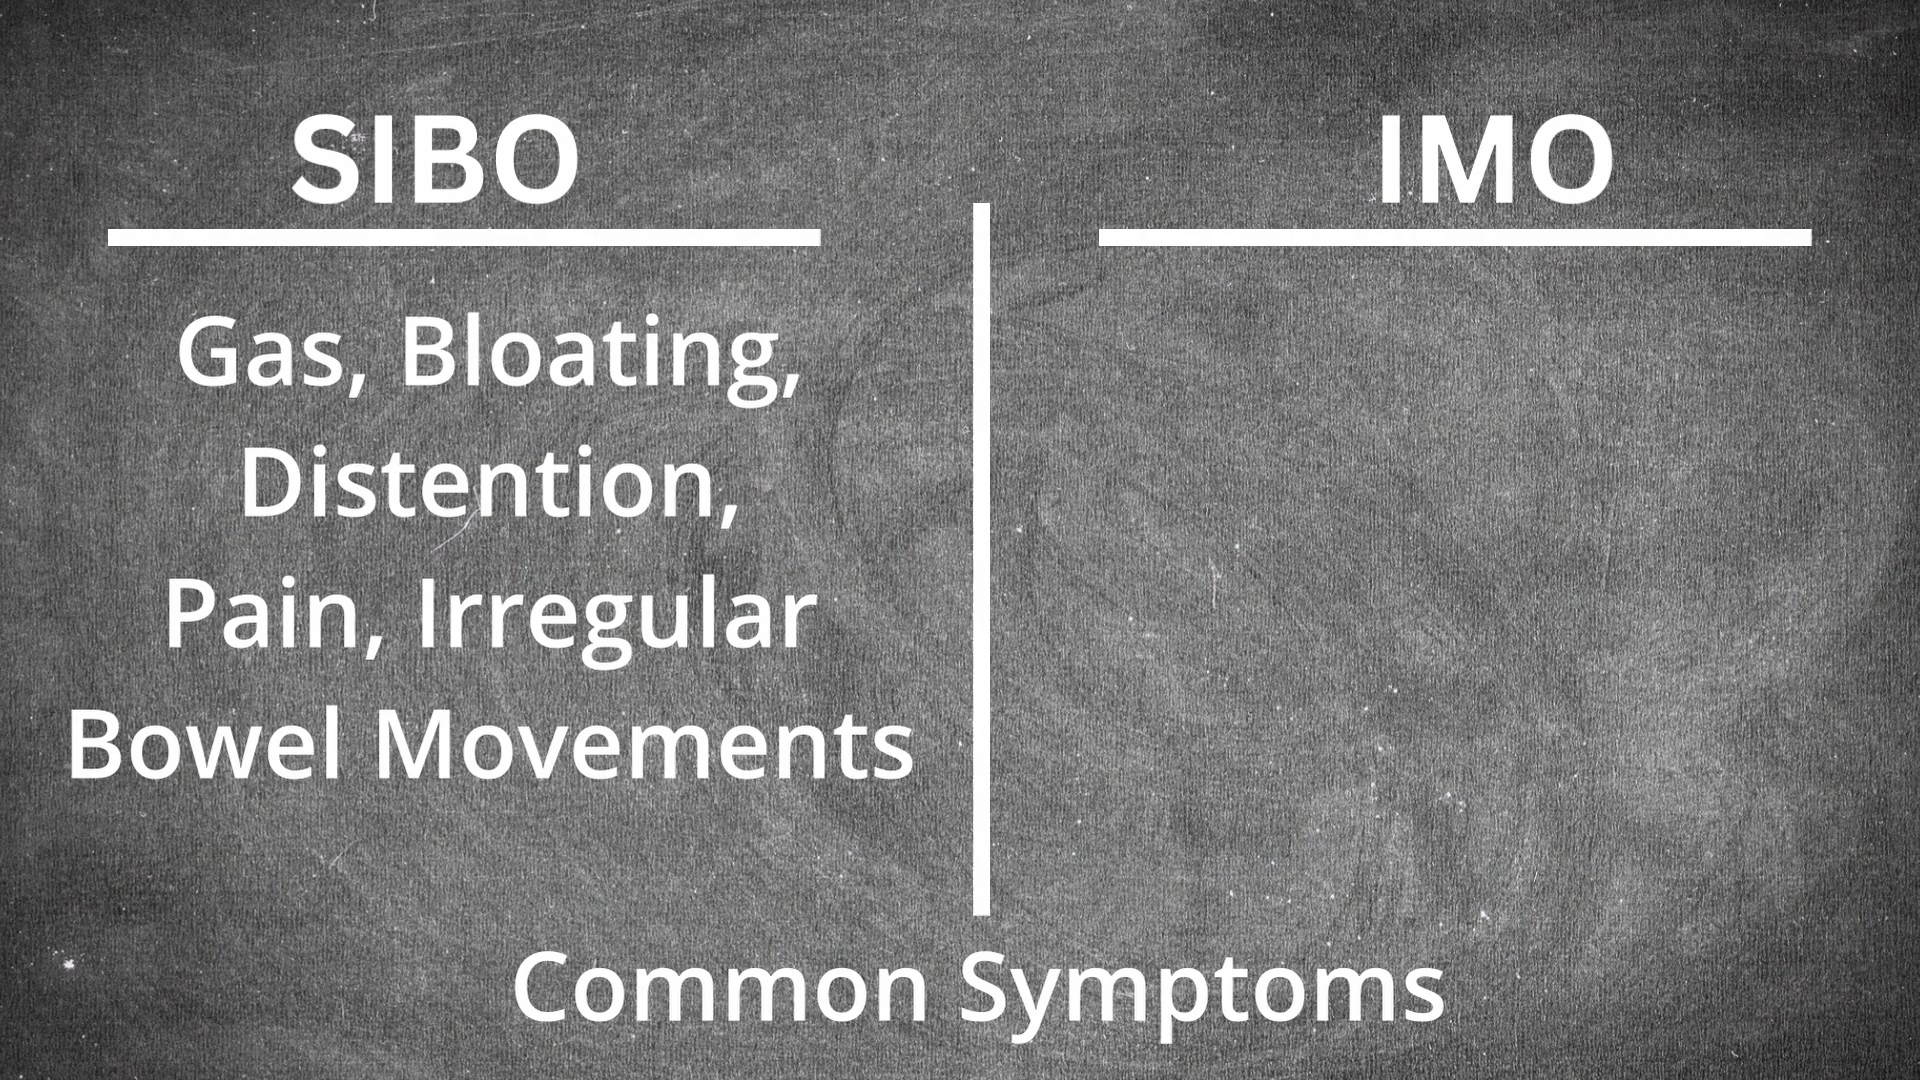 SIBO
Gas, Bloating,
Distention,
Pain, Irregular
Bowel Movements
IMO
Common Symptoms